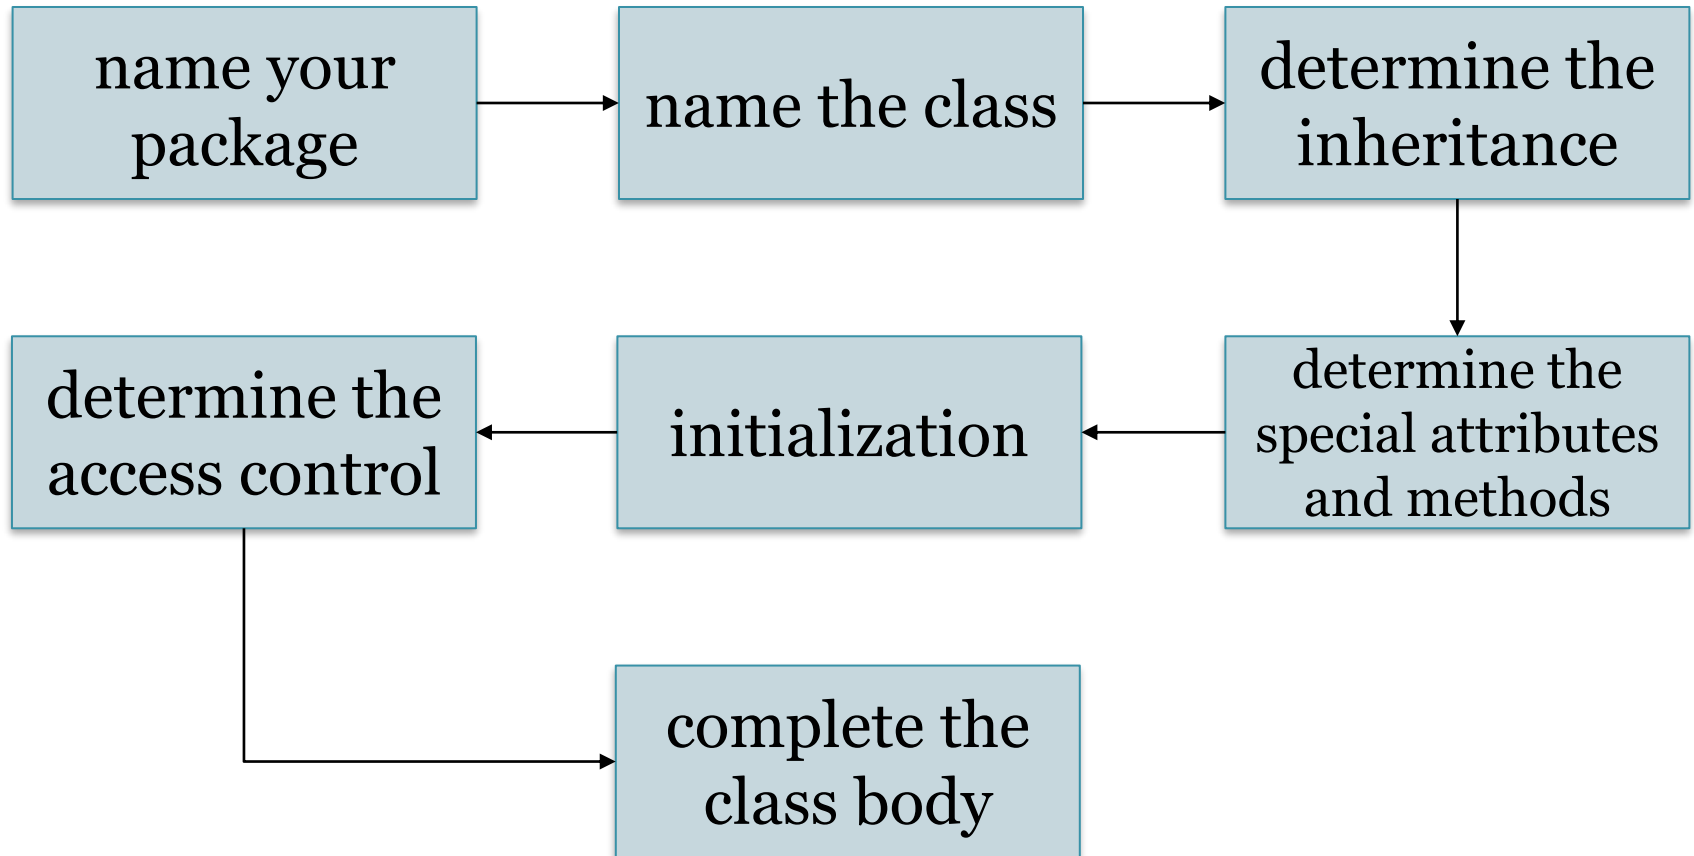 name your
package
name the class
determine the
inheritance
determine the
special attributes
and methods
initialization
determine the
access control
complete the
class body